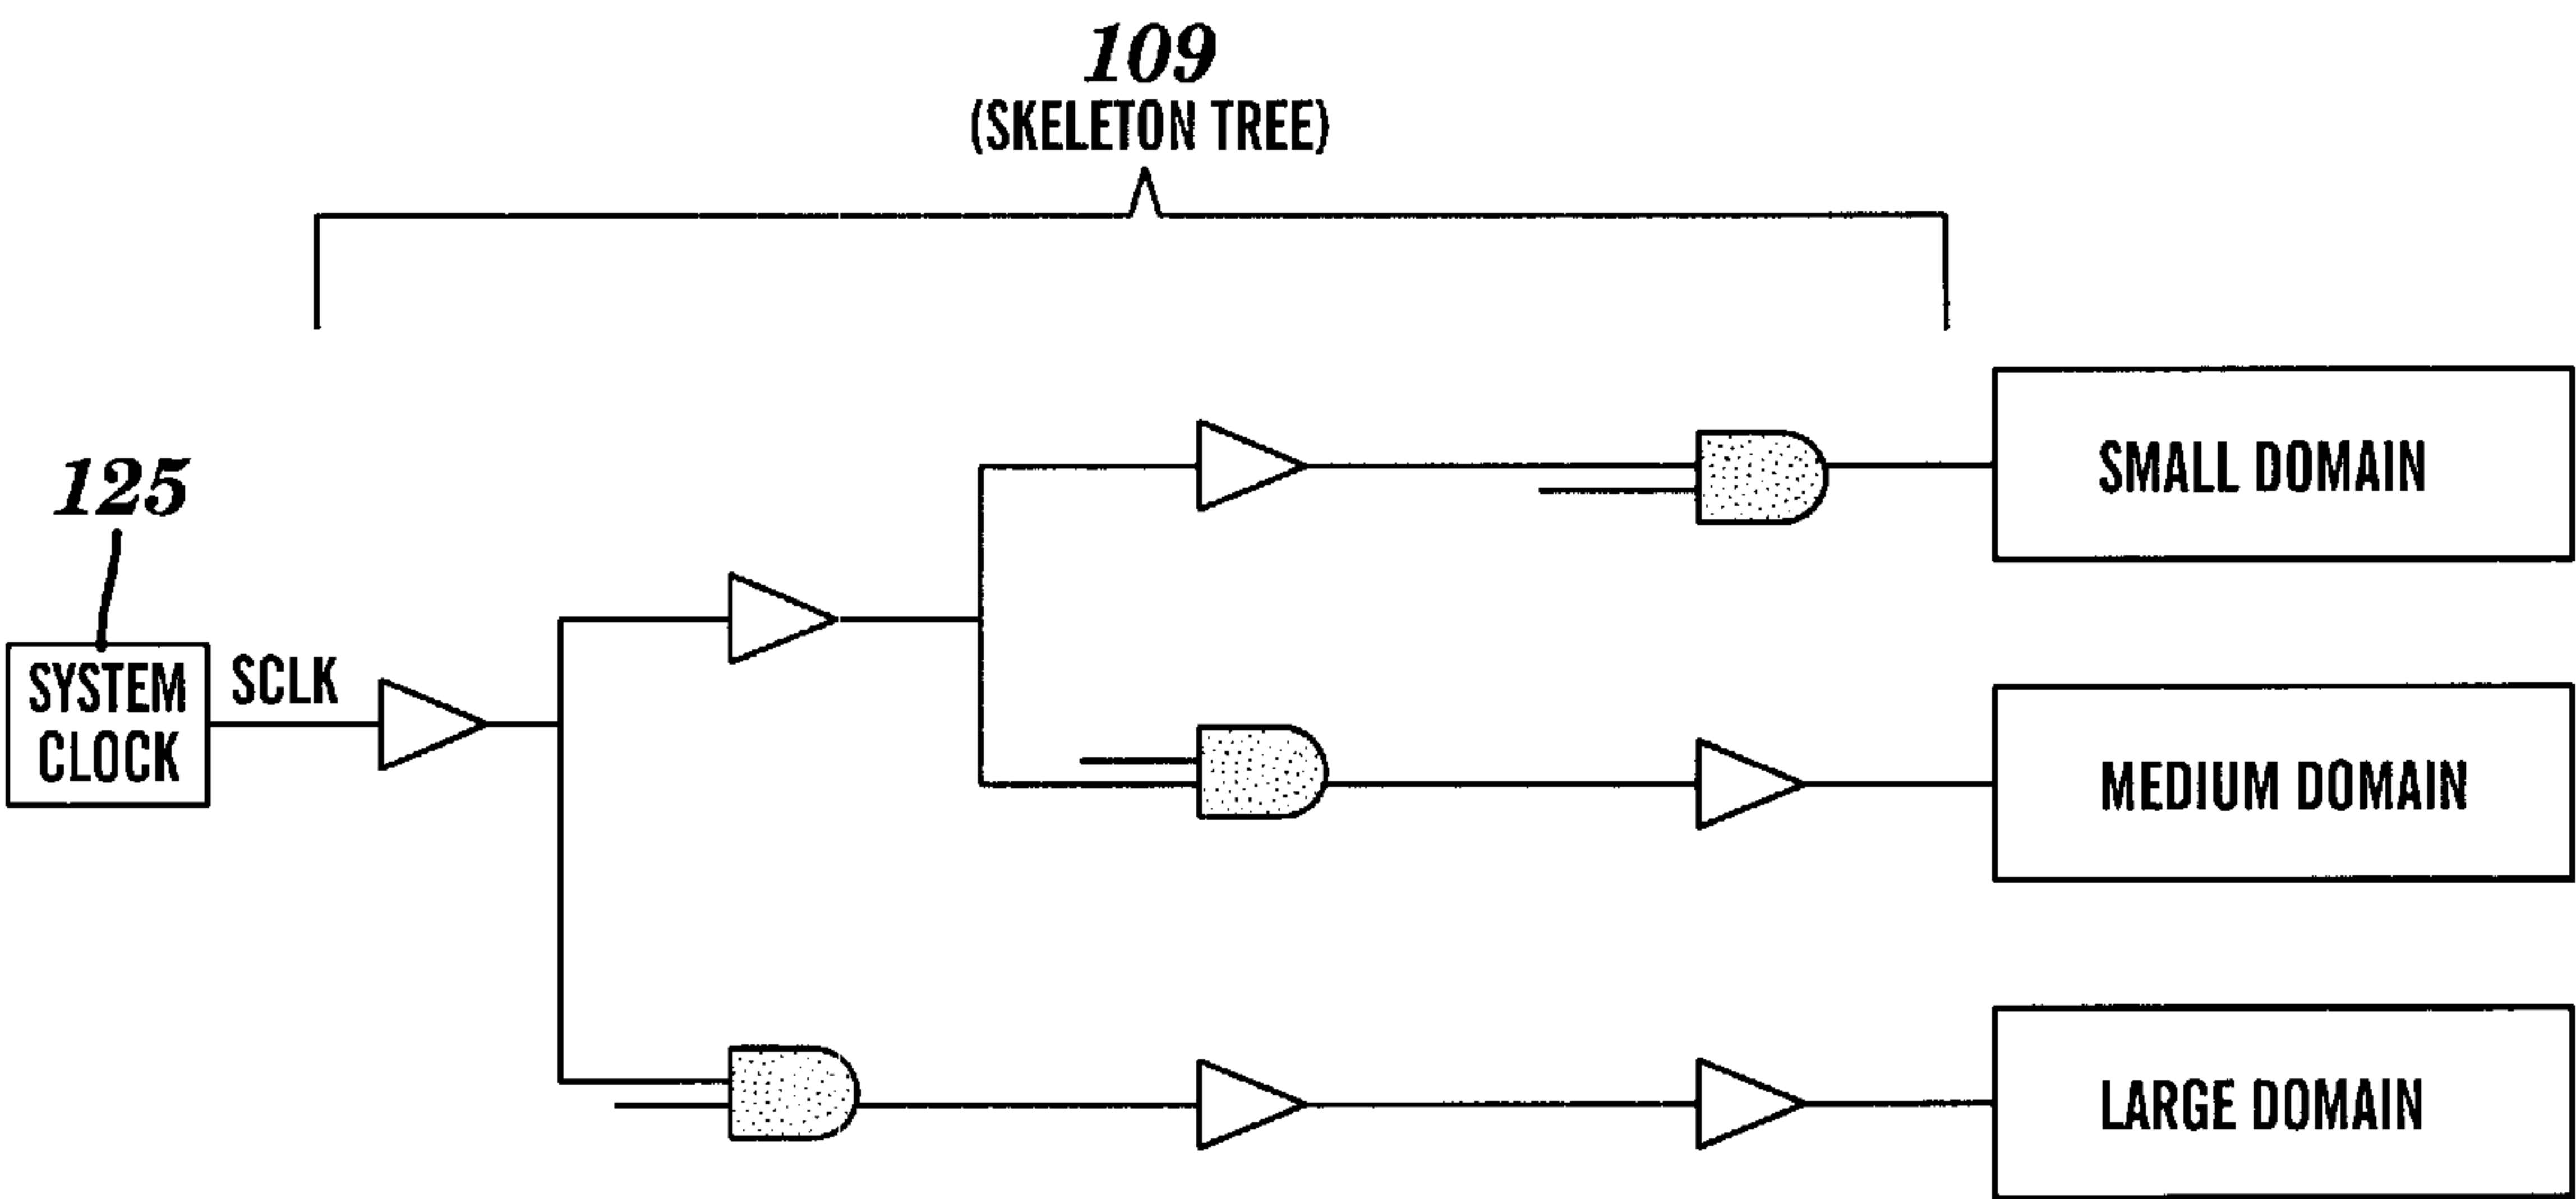 109
(SKELETON TREE)
125
SYSTEM
CLOCK
SCLK
SMALL DOMAIN
MEDIUM DOMAIN
LARGE DOMAIN